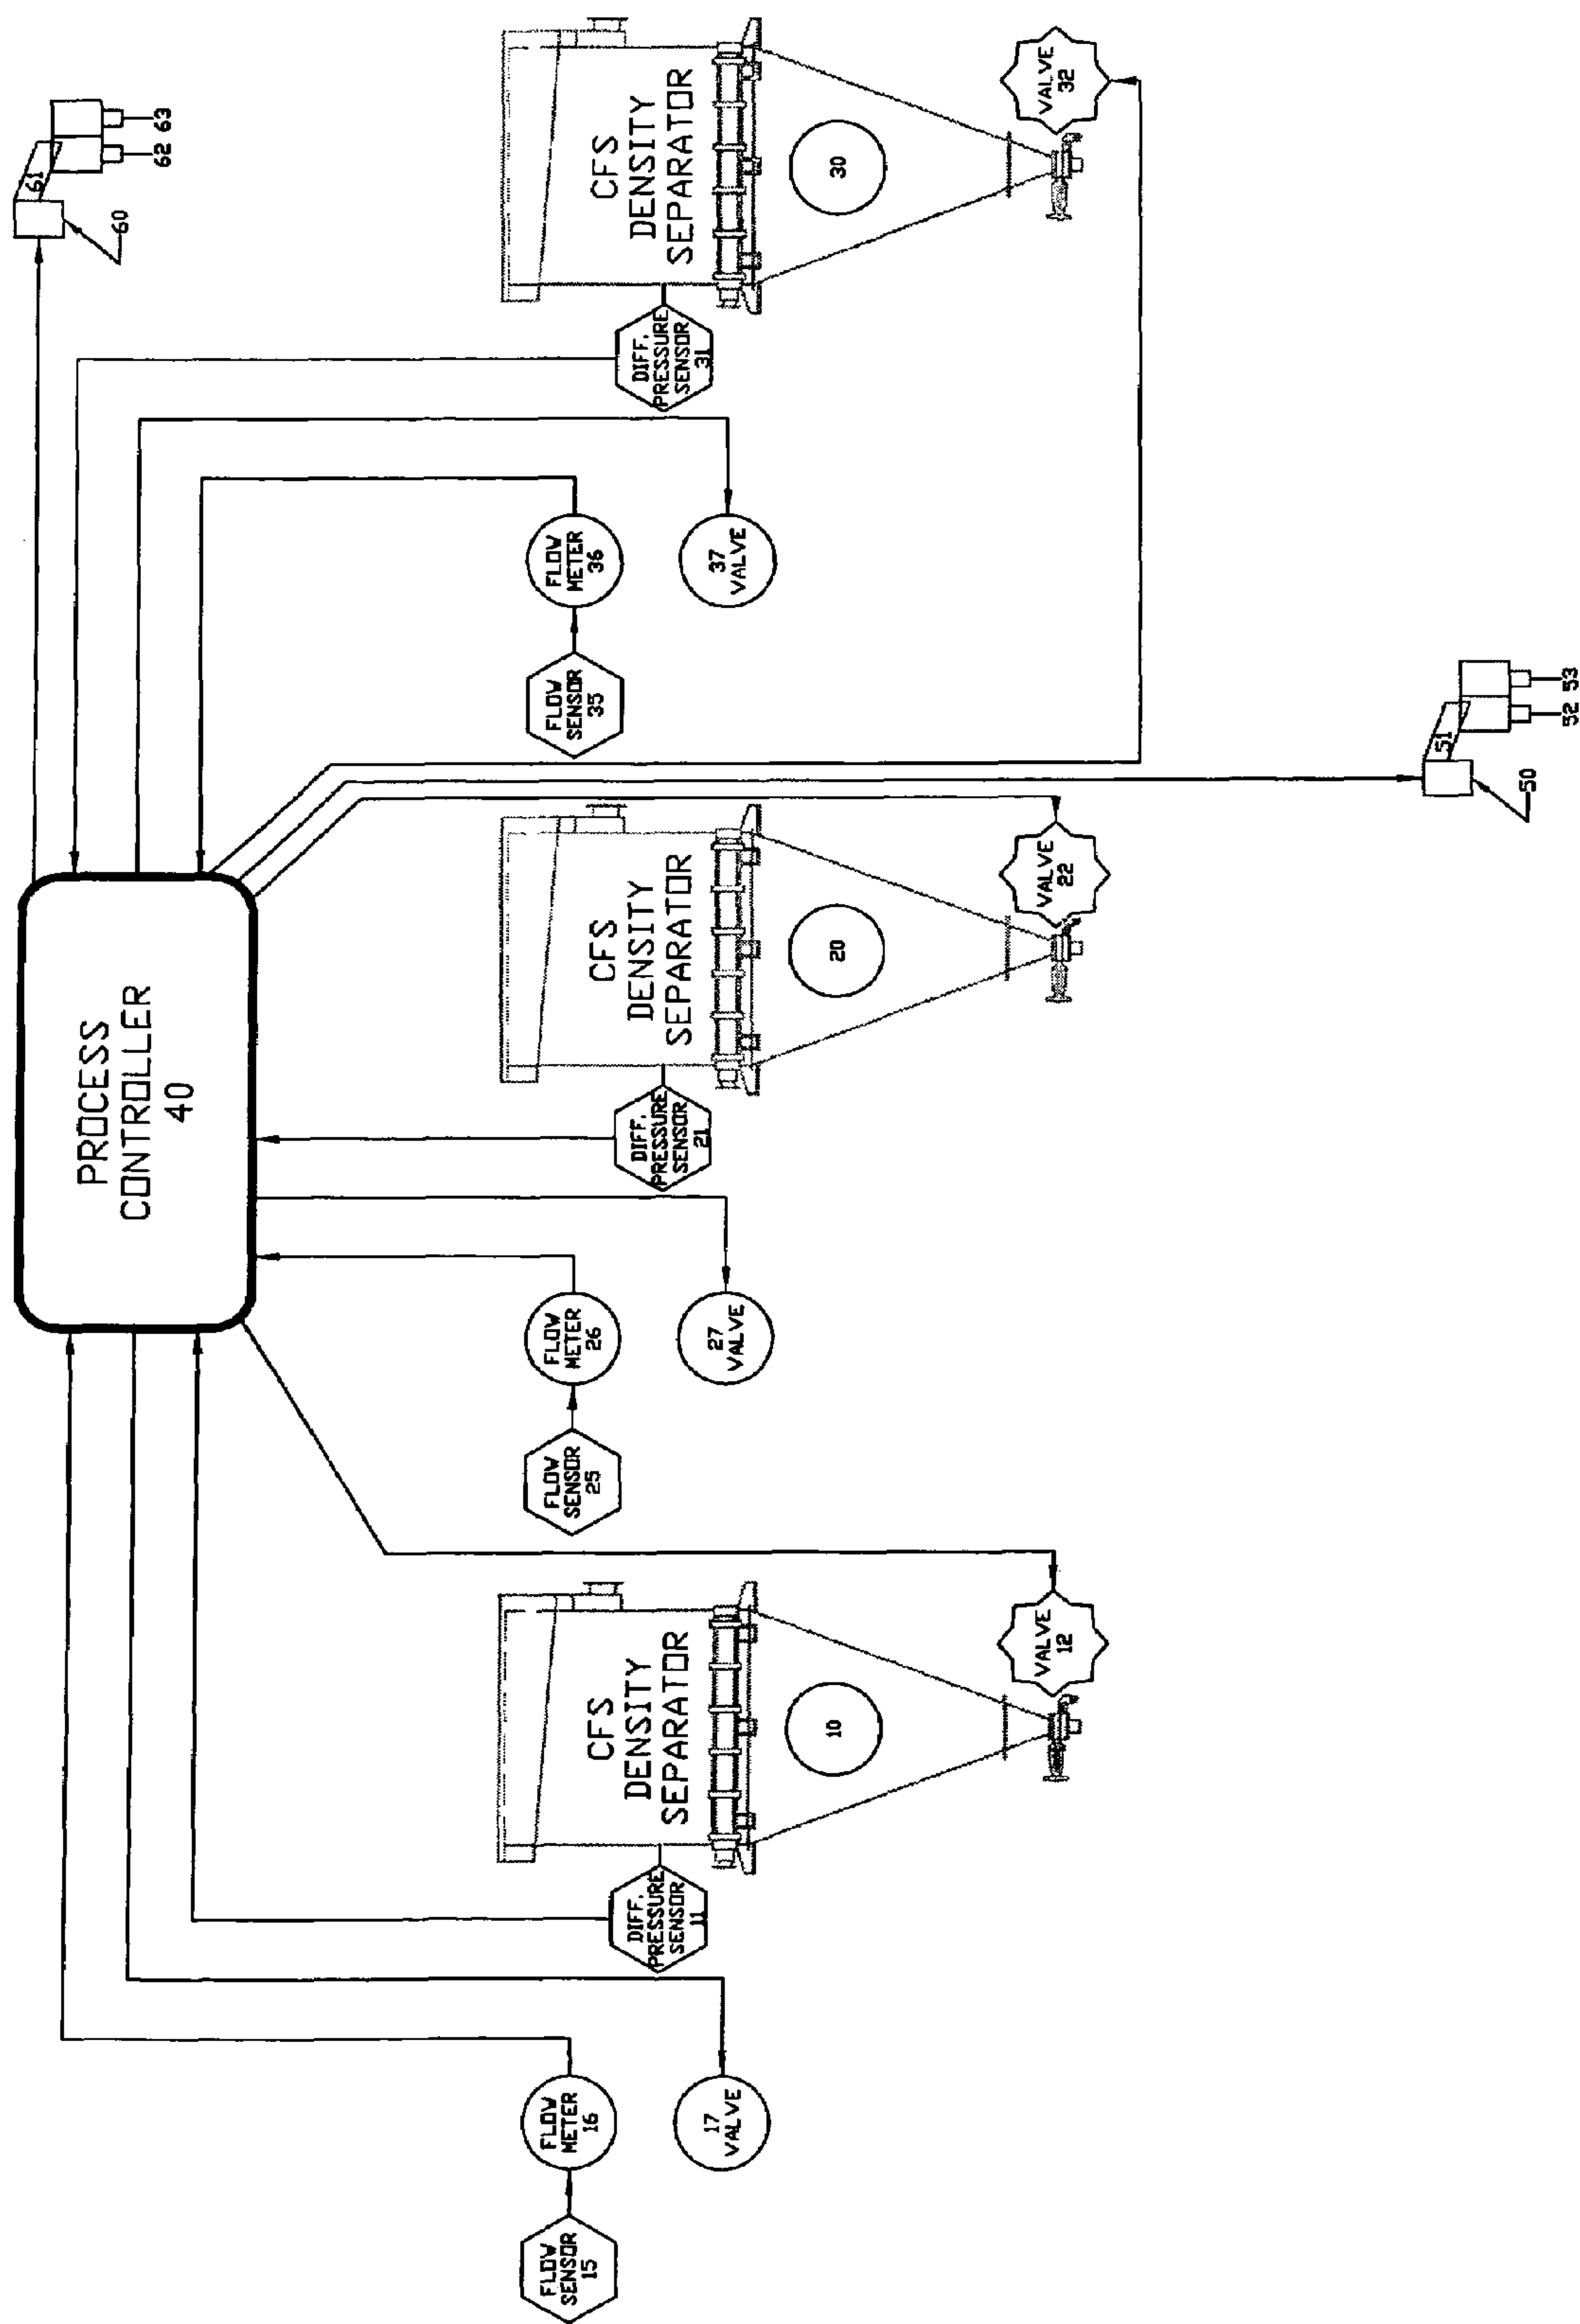 PROCESS
CONTROLLER
40
FLOW
SENSOR
15
FLOW
METER
16
17
VALVE
DIFF.
PRESSURE
SENSOR
11
CFS
DENSITY
SEPARATOR
10
VALVE
12
FLOW
SENSOR
25
FLOW
METER
26
27
VALVE
DIFF.
PRESSURE
SENSOR
21
CFS
DENSITY
SEPARATOR
20
VALVE
22
FLOW
SENSOR
35
FLOW
METER
36
37
VALVE
DIFF.
PRESSURE
SENSOR
31
CFS
DENSITY
SEPARATOR
30
VALVE
32
60
61
62
63
50
51
52
53